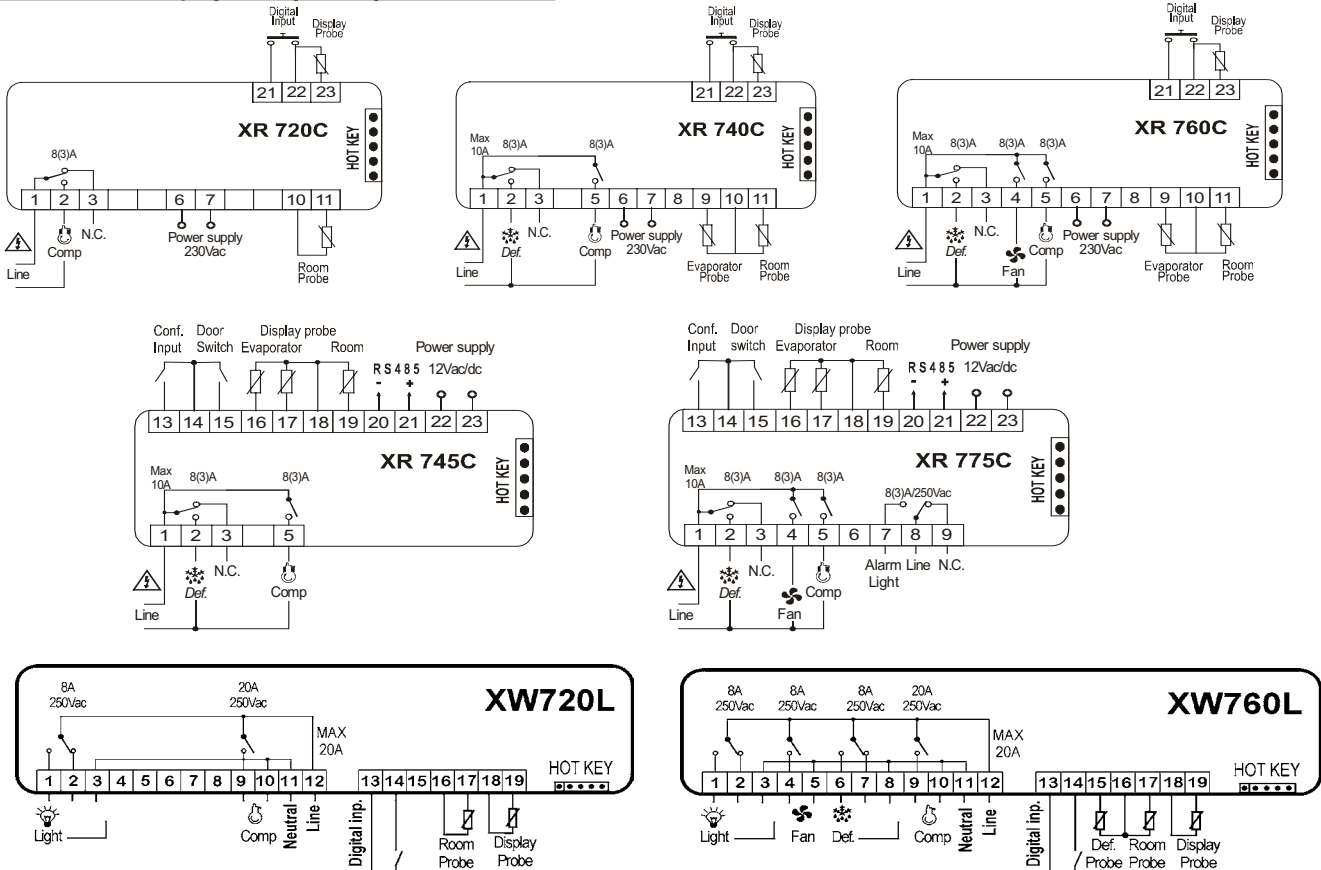 Digital
Input
Display
Probe
21 22 23
XR 720C
HOT KEY
8(3)A
1 2 3 6 7 10 11
Line
Comp
N.C.
Power supply
230Vac
Room
Probe
Digital
Input
Display
Probe
21 22 23
XR 740C
HOT KEY
Max
10A
8(3)A
8(3)A
1 2 3 5 6 7 8 9 10 11
Line
Def.
N.C.
Comp
Power supply
230Vac
Evaporator
Probe
Room
Probe
Digital
Input
Display
Probe
21 22 23
XR 760C
HOT KEY
Max
10A
8(3)A
8(3)A
8(3)A
1 2 3 4 5 6 7 8 9 10 11
Line
Def.
N.C.
Fan
Comp
Power supply
230Vac
Evaporator
Probe
Room
Probe
Conf.
Input
Door
Switch
Display probe
Evaporator
Room
RS485
- +
Power supply
12Vac/dc
13 14 15 16 17 18 19 20 21 22 23
XR 745C
HOT KEY
Max
10A
8(3)A
8(3)A
1 2 3 5
Line
Def.
N.C.
Comp
Conf.
Input
Door
switch
Display probe
Evaporator
Room
RS485
- +
Power supply
12Vac/dc
13 14 15 16 17 18 19 20 21 22 23
XR 775C
HOT KEY
Max
10A
8(3)A
8(3)A
8(3)A
8(3)A/250Vac
1 2 3 4 5 6 7 8 9
Line
Def.
N.C.
Fan
Comp
Alarm
Light
Line
N.C.
8A
250Vac
20A
250Vac
XW720L
MAX
20A
HOT KEY
1 2 3 4 5 6 7 8 9 10 11 12
13 14 15 16 17 18 19
Light
Comp
Neutral
Line
Digital inp.
Room
Probe
Display
Probe
8A
250Vac
8A
250Vac
8A
250Vac
20A
250Vac
XW760L
MAX
20A
HOT KEY
1 2 3 4 5 6 7 8 9 10 11 12
13 14 15 16 17 18 19
Light
Fan
Def.
Comp
Neutral
Line
Digital inp.
Def.
Probe
Room
Probe
Display
Probe